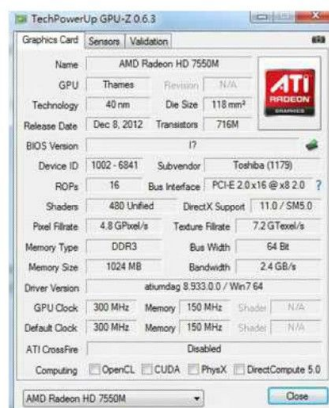 TechPowerUp GPU-Z 0.6.3
Graphics Card Sensors Validation
Name AMD Radeon HD 7550M
GPU Thames Revision N/A
ATI RADEON GRAPHICS
Technology 40 nm Die Size 118 mm²
Release Date Dec 8, 2012 Transistors 716M
BIOS Version I?
Device ID 1002 - 6841 Subvendor Toshiba (1179)
ROPs 16 Bus Interface PCI-E 2.0 x16 @ x8 2.0 ?
Shaders 480 Unified DirectX Support 11.0 / SM5.0
Pixel Fillrate 4.8 GPixel/s Texture Fillrate 7.2 GTexel/s
Memory Type DDR3 Bus Width 64 Bit
Memory Size 1024 MB Bandwidth 2.4 GB/s
Driver Version atiumdag 8.933.0.0 / Win7 64
GPU Clock 300 MHz Memory 150 MHz Shader N/A
Default Clock 300 MHz Memory 150 MHz Shader N/A
ATI CrossFire Disabled
Computing OpenCL CUDA PhysX DirectCompute 5.0
AMD Radeon HD 7550M Close